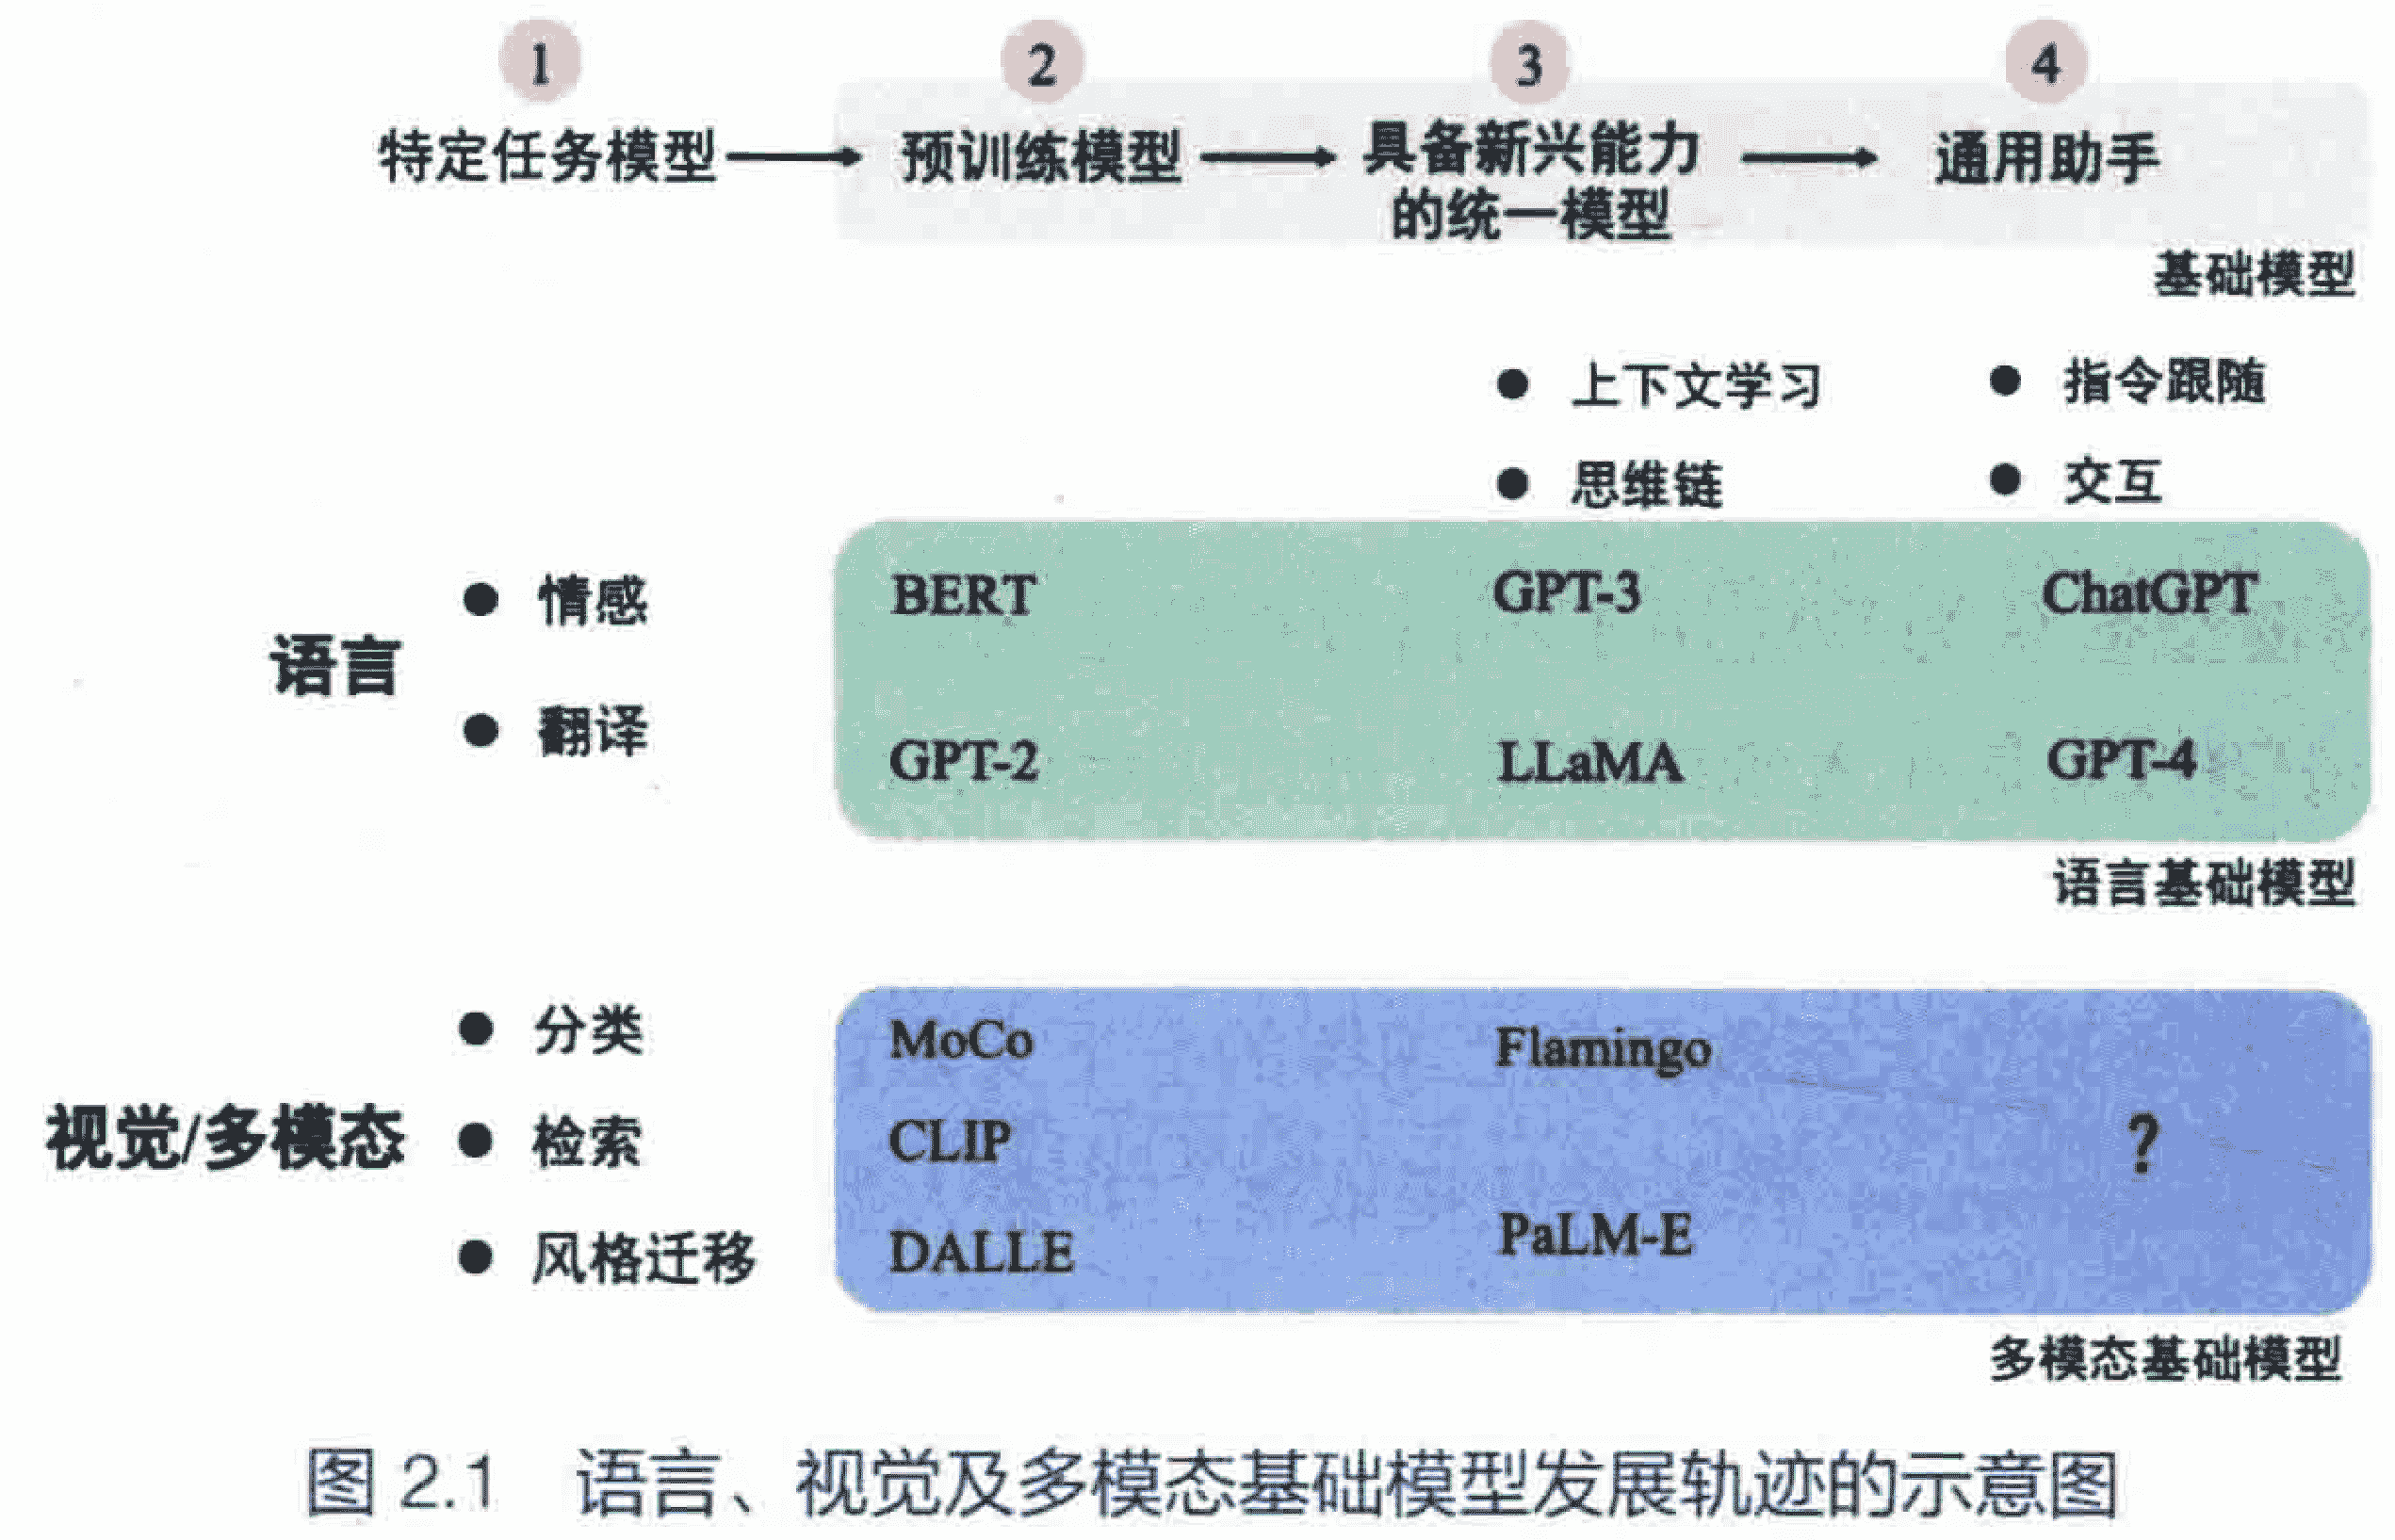 1 2 3 4
特定任务模型 预训练模型 具备新兴能力 通用助手
的统一模型
基础模型
● 上下文学习 ● 指令跟随
● 思维链 ● 交互
● 情感 BERT GPT-3 ChatGPT
语言
● 翻译 GPT-2 LLaMA GPT-4
语言基础模型
● 分类 MoCo Flamingo
视觉/多模态 ● 检索 CLIP ?
● 风格迁移 DALLE PaLM-E
多模态基础模型
图 2.1 语言、视觉及多模态基础模型发展轨迹的示意图